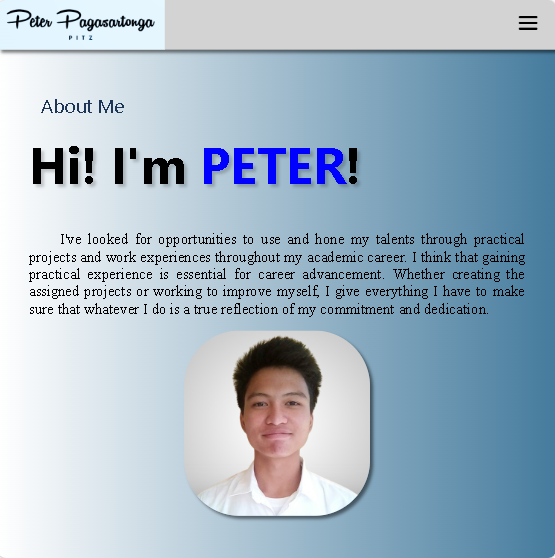 Peter Pagasartonga
PITZ
About Me
Hi! I'm PETER!
I've looked for opportunities to use and hone my talents through practical
projects and work experiences throughout my academic career. I think that gaining
practical experience is essential for career advancement. Whether creating the
assigned projects or working to improve myself, I give everything I have to make
sure that whatever I do is a true reflection of my commitment and dedication.